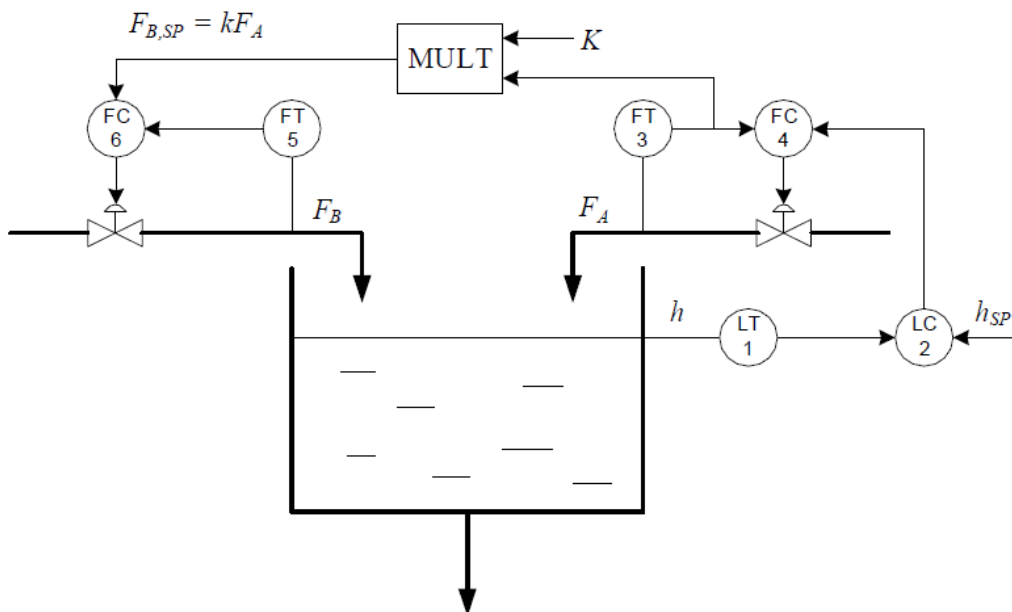 F_{B,SP} = kF_A
MULT
K
FC
6
FT
5
FT
3
FC
4
F_B
F_A
h
LT
1
LC
2
h_{SP}